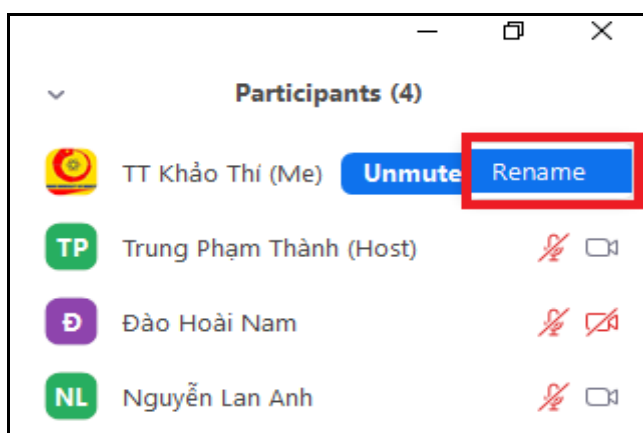 Participants (4)
TT Khảo Thí (Me) Unmute Rename
TP Trung Phạm Thành (Host)
Đ Đào Hoài Nam
NL Nguyễn Lan Anh